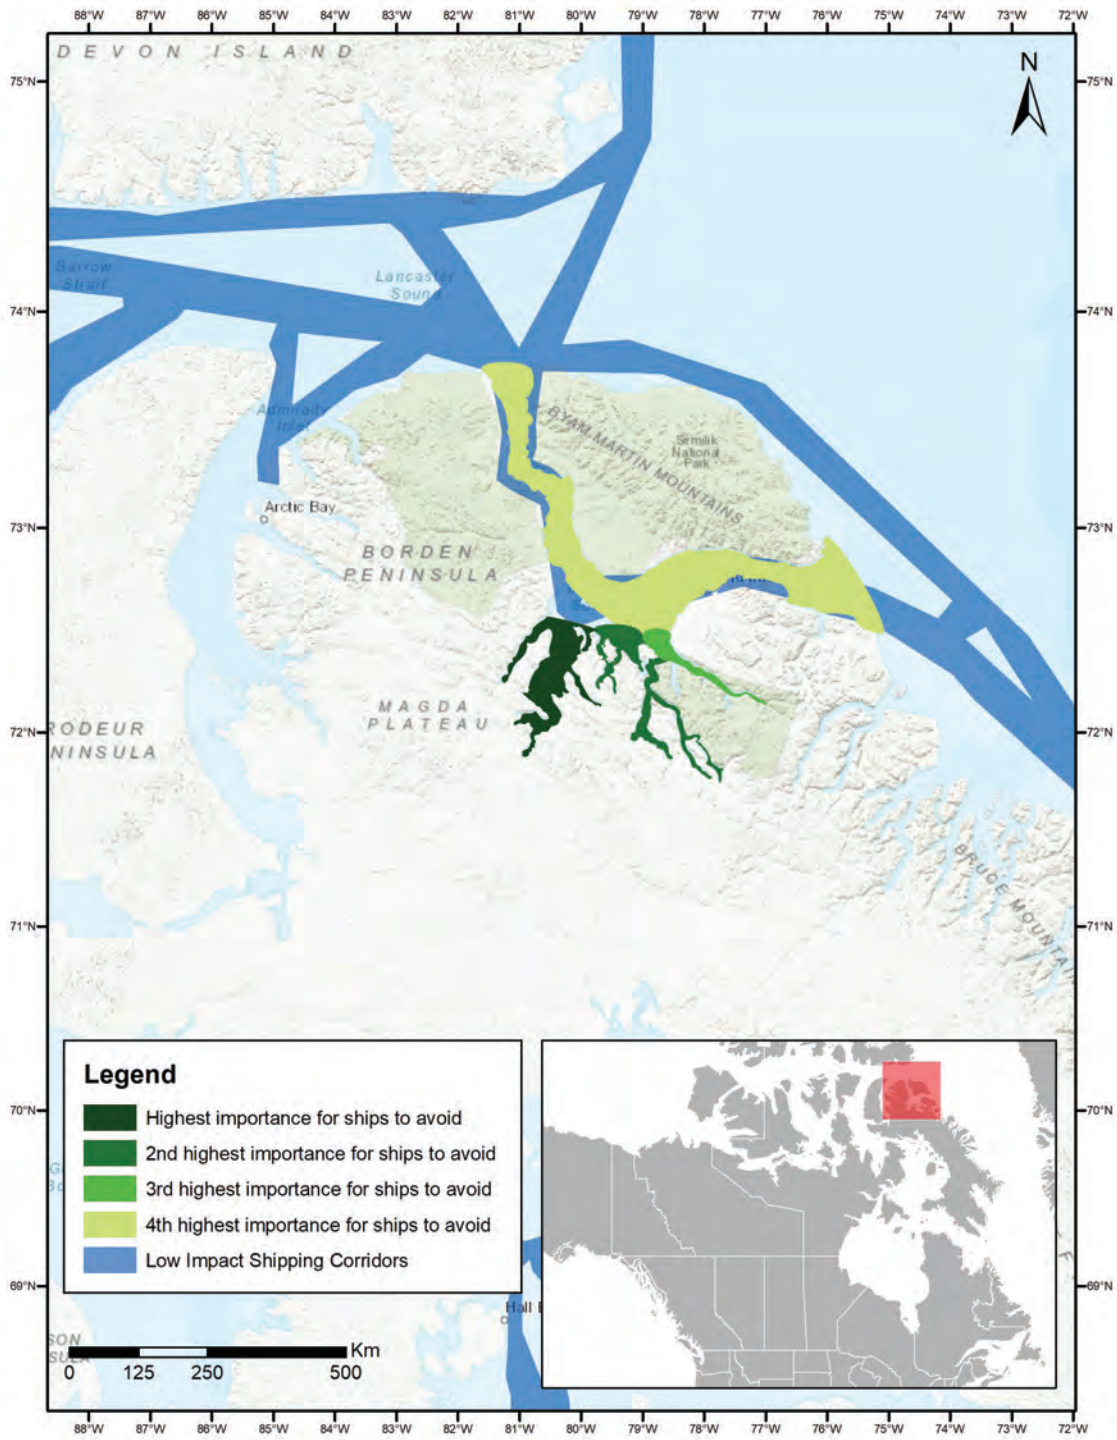 88°W 87°W 86°W 85°W 84°W 83°W 82°W 81°W 80°W 79°W 78°W 77°W 76°W 75°W 74°W 73°W 72°W
DEVON ISLAND
N
75°N 75°N
Barrow
Strait
Lancaster
Sound
74°N 74°N
Admiralty
Inlet
BYAM MARTIN MOUNTAINS
Sirmilik
National
Park
Arctic Bay
73°N 73°N
BORDEN
PENINSULA
MAGDA
PLATEAU
RODEUR
NINSULA
72°N 72°N
BRUCE MOUNTAI
71°N 71°N
Legend
Highest importance for ships to avoid
2nd highest importance for ships to avoid
3rd highest importance for ships to avoid
4th highest importance for ships to avoid
Low Impact Shipping Corridors
70°N 70°N
69°N 69°N
Hall
SON
SULA
Km
0 125 250 500
88°W 87°W 86°W 85°W 84°W 83°W 82°W 81°W 80°W 79°W 78°W 77°W 76°W 75°W 74°W 73°W 72°W